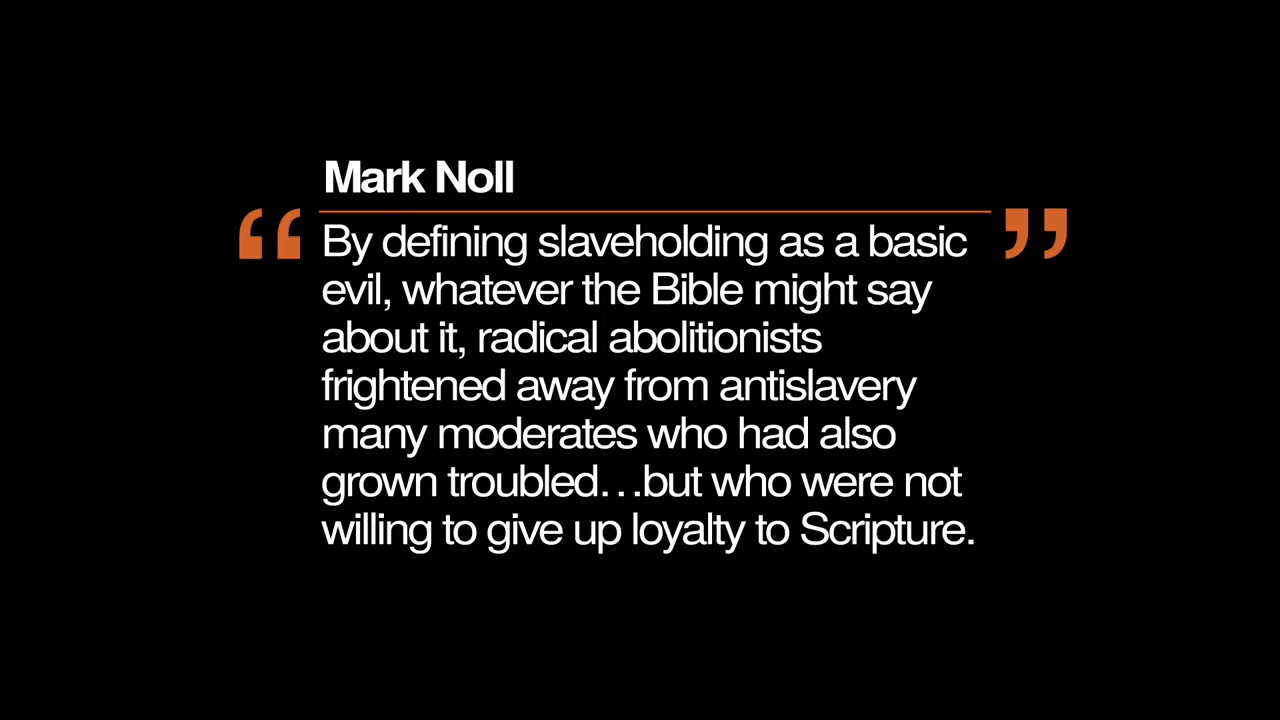 Mark Noll
“By defining slaveholding as a basic”
evil, whatever the Bible might say
about it, radical abolitionists
frightened away from antislavery
many moderates who had also
grown troubled…but who were not
willing to give up loyalty to Scripture.